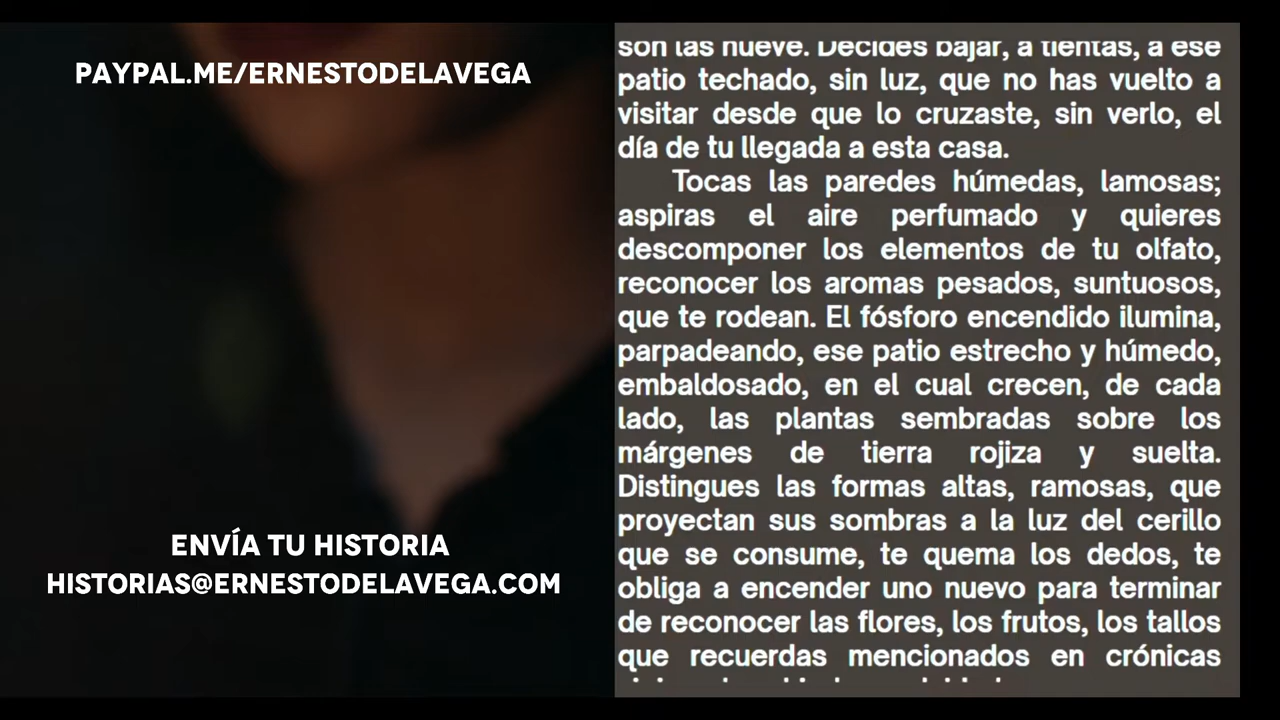 PAYPAL.ME/ERNESTODELAVEGA
ENVÍA TU HISTORIA
HISTORIAS@ERNESTODELAVEGA.COM
son las nueve. Decides bajar, a tientas, a ese
patio techado, sin luz, que no has vuelto a
visitar desde que lo cruzaste, sin verlo, el
día de tu llegada a esta casa.
Tocas las paredes húmedas, lamosas;
aspiras el aire perfumado y quieres
descomponer los elementos de tu olfato,
reconocer los aromas pesados, suntuosos,
que te rodean. El fósforo encendido ilumina,
parpadeando, ese patio estrecho y húmedo,
embaldosado, en el cual crecen, de cada
lado, las plantas sembradas sobre los
márgenes de tierra rojiza y suelta.
Distingues las formas altas, ramosas, que
proyectan sus sombras a la luz del cerillo
que se consume, te quema los dedos, te
obliga a encender uno nuevo para terminar
de reconocer las flores, los frutos, los tallos
que recuerdas mencionados en crónicas